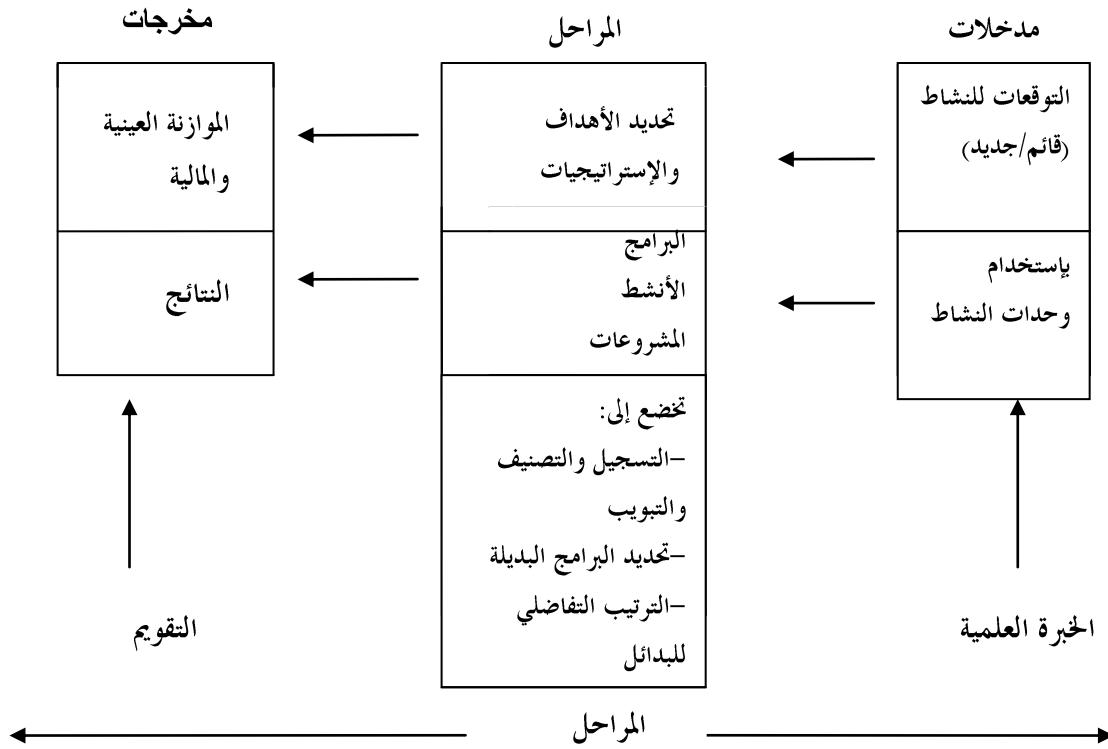 مدخلات
التوقعات للنشاط
(قائم/جديد)
بإستخدام
وحدات النشاط
الخبرة العلمية
المراحل
تحديد الأهداف
والإستراتيجيات
البرامج
الأنشط
المشروعات
تخضع إلى:
–التسجيل والتصنيف
والتبويب
–تحديد البرامج البديلة
–الترتيب التفاضلي
للبدائل
مخرجات
الموازنة العينية
والمالية
النتائج
التقويم
المراحل